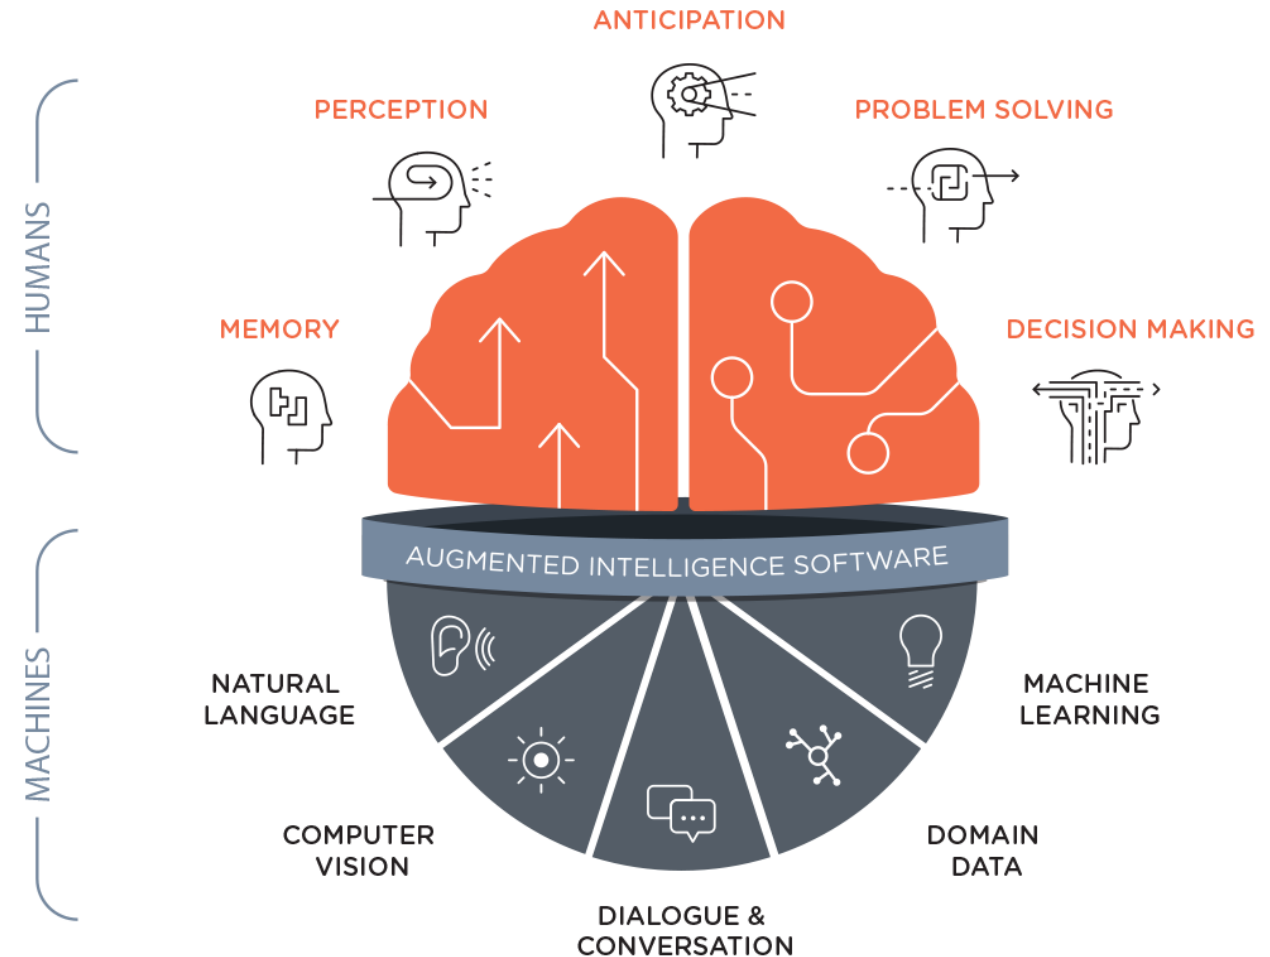 ANTICIPATION
PERCEPTION
PROBLEM SOLVING
HUMANS
MEMORY
DECISION MAKING
AUGMENTED INTELLIGENCE SOFTWARE
MACHINES
NATURAL
LANGUAGE
MACHINE
LEARNING
COMPUTER
VISION
DOMAIN
DATA
DIALOGUE &
CONVERSATION